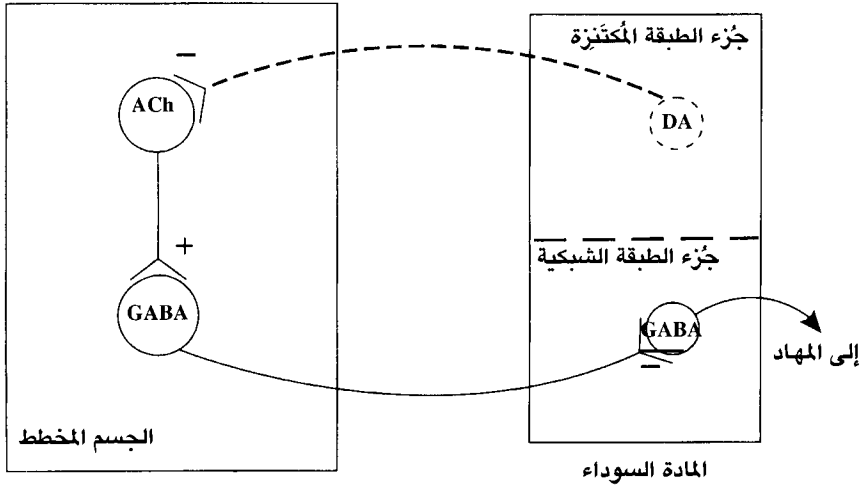 جُزء الطبقة المُكتَنِزة
−
ACh
DA
+
جُزء الطبقة الشبكية
GABA
GABA
−
إلى المهاد
الجسم المخطط
المادة السوداء